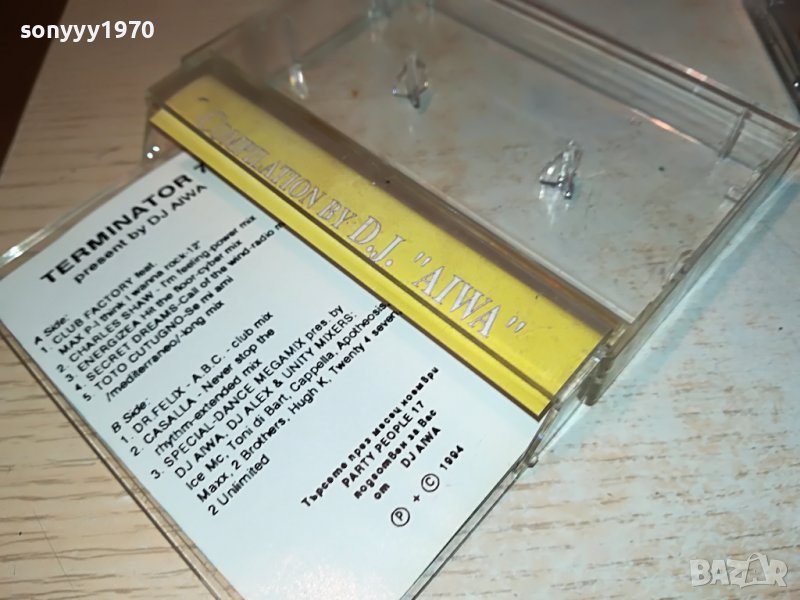 sonyyy1970
COMPILATION BY D.J. "AIWA"
TERMINATOR 7
present by DJ AIWA
A Side:
1. CLUB FACTORY feat.
MAX P-I think I wanna rock-12"
2. CHARLES SHAW - I'm feeling power mix
3. ENERGIZEA Hit the floor-cyber mix
4. SECRET DREAMS-Call of the wind radio
5. TOTO CUTUGNO-Se mi ami
/mediterraneo/-long mix
B Side:
1. DR.FELIX - A.B.C. - club mix
2. CASALLA - Never stop the
rhythm-extended mix
3. SPECIAL-DANCE MEGAMIX pres. by
DJ AIWA, DJ ALEX & UNITY MIXERS:
Ice Mc, Toni di Bart, Cappella, Apotheosis,
Maxx, 2 Brothers, Hugh K, Twenty 4 seven,
2 Unlimited
Търсете през месец ноември
PARTY PEOPLE 17
подготвен за Вас
от DJ AIWA
℗ + © 1994
BAZAR